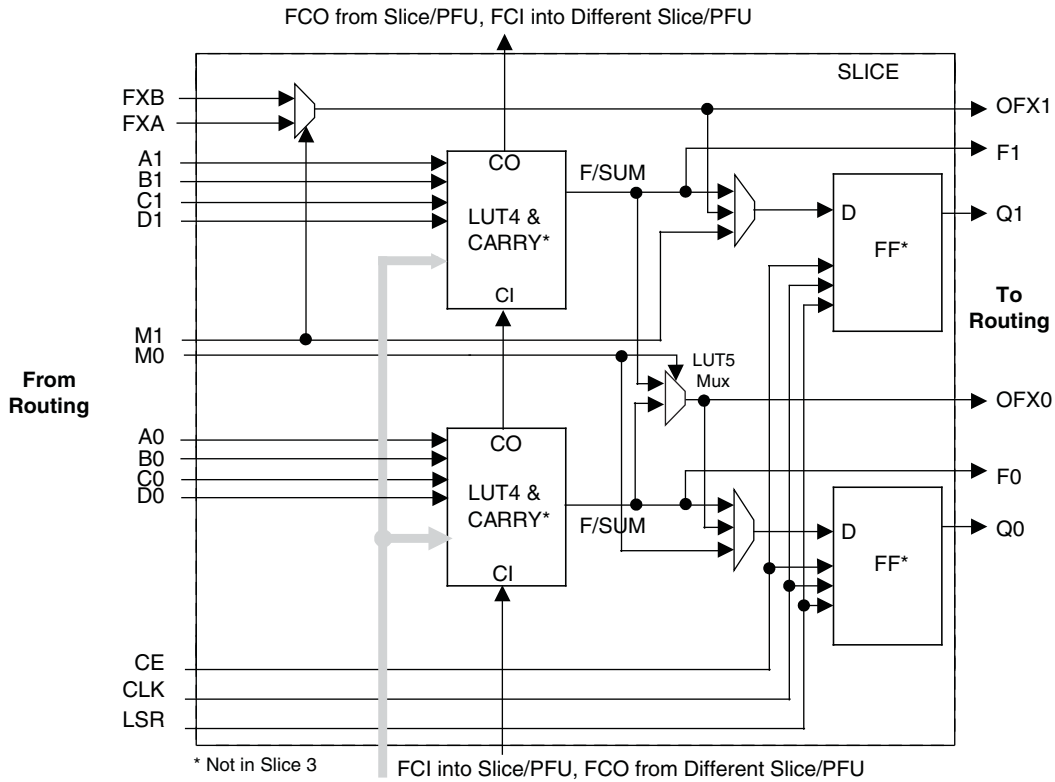 FCO from Slice/PFU, FCI into Different Slice/PFU
SLICE
FXB
FXA
OFX1
A1
B1
C1
D1
CO
F/SUM
F1
LUT4 &
CARRY*
D
FF*
Q1
CI
To
Routing
M1
M0
LUT5
Mux
From
Routing
OFX0
A0
B0
C0
D0
CO
LUT4 &
CARRY*
F/SUM
F0
D
FF*
Q0
CI
CE
CLK
LSR
* Not in Slice 3
FCI into Slice/PFU, FCO from Different Slice/PFU